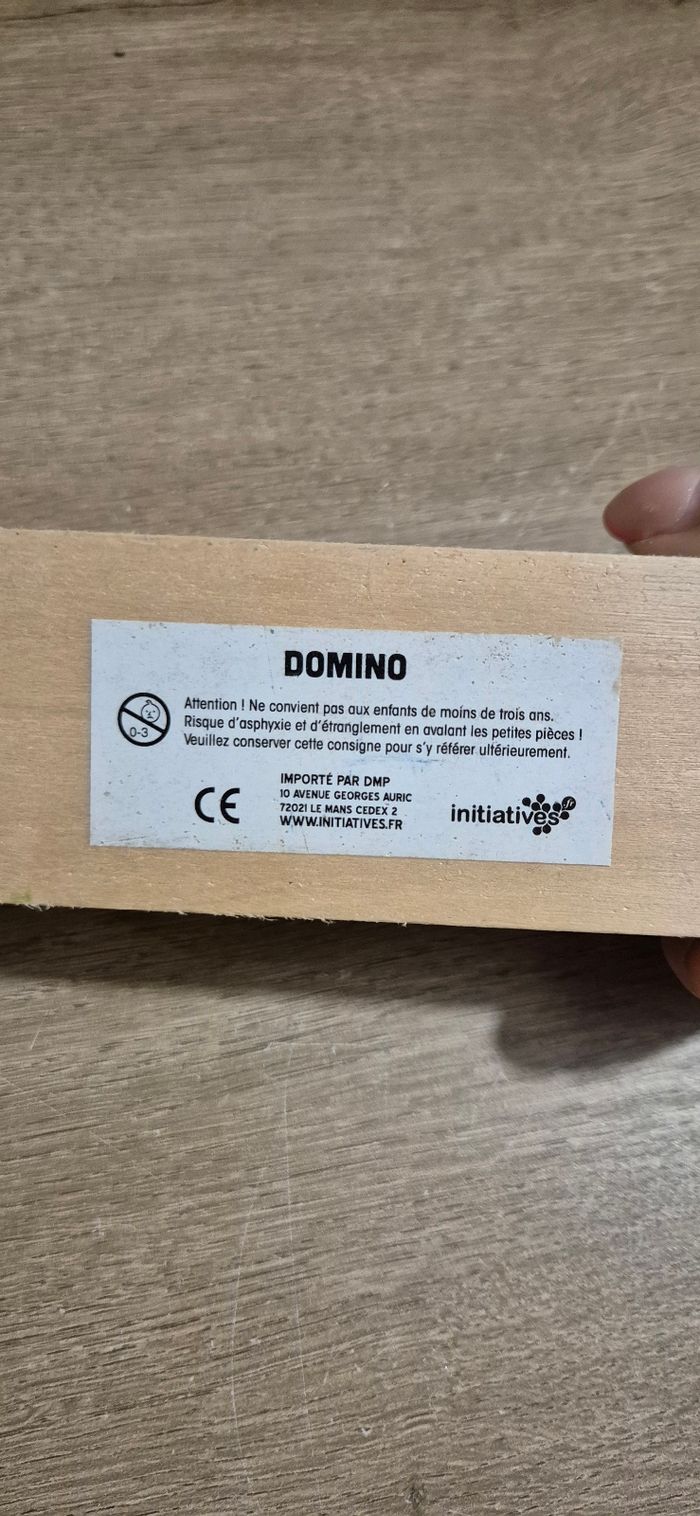 DOMINO
0-3
Attention ! Ne convient pas aux enfants de moins de trois ans.
Risque d'asphyxie et d'étranglement en avalant les petites pièces !
Veuillez conserver cette consigne pour s'y référer ultérieurement.
CE
IMPORTÉ PAR DMP
10 AVENUE GEORGES AURIC
72021 LE MANS CEDEX 2
WWW.INITIATIVES.FR
initiatives.fr